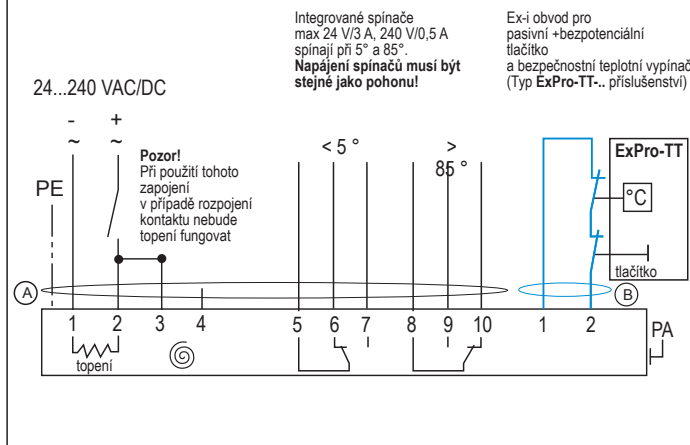 Integrované spínače
max 24 V/3 A, 240 V/0,5 A
spínají při 5° a 85°.
Napájení spínačů musí být
stejné jako pohonu!
Ex-i obvod pro
pasivní +bezpotenciální
tlačítko
a bezpečnostní teplotní vypínač
(Typ ExPro-TT-.. příslušenství)
24...240 VAC/DC
- +
~ ~
PE
Pozor!
Při použití tohoto
zapojení
v případě rozpojení
kontaktu nebude
topení fungovat
< 5 °
>
85 °
ExPro-TT
°C
tlačítko
A
B
1 2 3 4 5 6 7 8 9 10 1 2
PA
topení